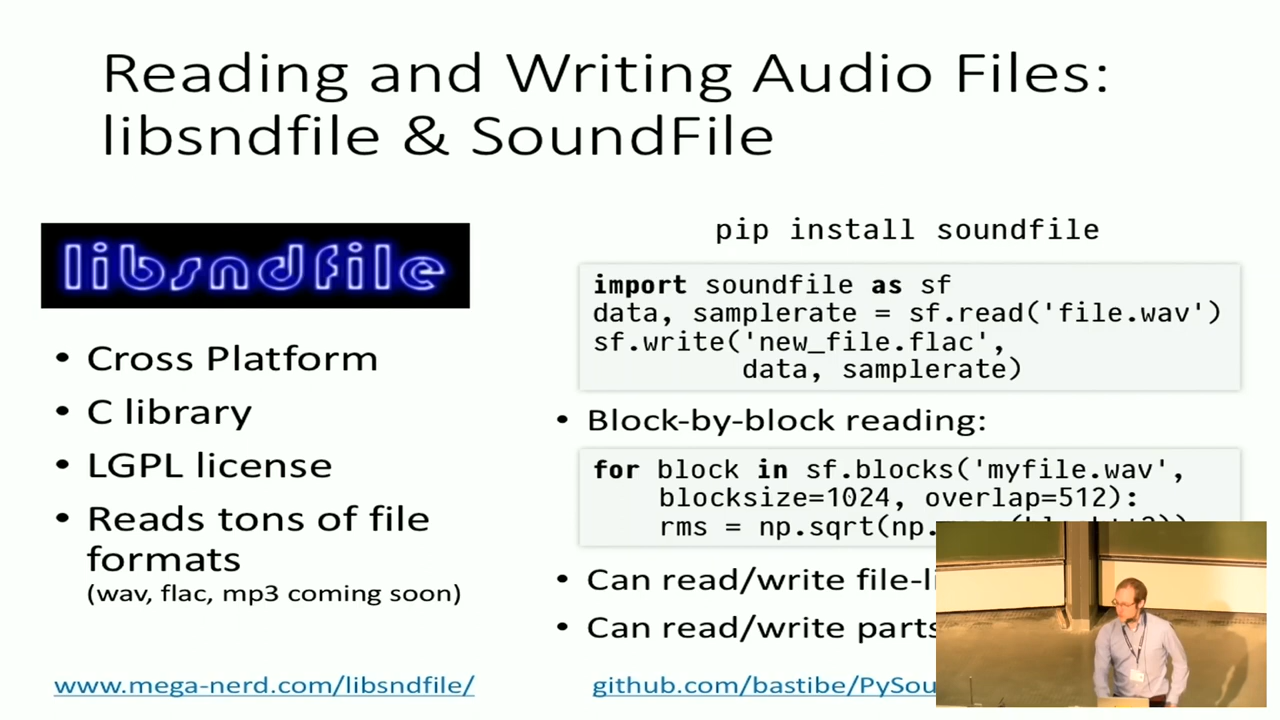 Reading and Writing Audio Files:
libsndfile & SoundFile
libsndfile
• Cross Platform
• C library
• LGPL license
• Reads tons of file
formats
(wav, flac, mp3 coming soon)
www.mega-nerd.com/libsndfile/
pip install soundfile
import soundfile as sf
data, samplerate = sf.read('file.wav')
sf.write('new_file.flac',
data, samplerate)
• Block-by-block reading:
for block in sf.blocks('myfile.wav',
blocksize=1024, overlap=512):
rms = np.sqrt(np.
• Can read/write
• Can read/write parts
github.com/bastibe/